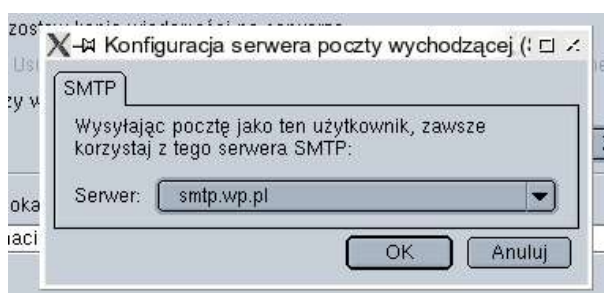 Konfiguracja serwera poczty wychodzącej (
SMTP
Wysyłając pocztę jako ten użytkownik, zawsze
korzystaj z tego serwera SMTP:
Serwer: smtp.wp.pl
OK Anuluj